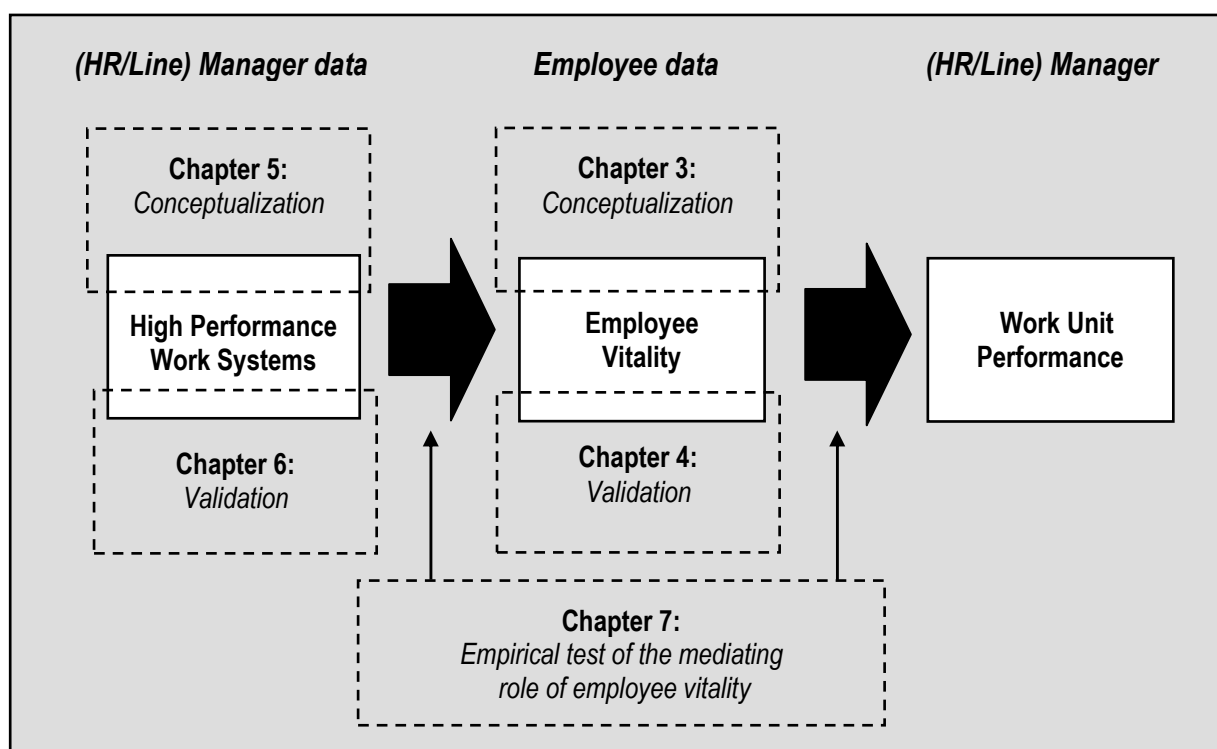 (HR/Line) Manager data
Employee data
(HR/Line) Manager
Chapter 5:
Conceptualization
Chapter 3:
Conceptualization
High Performance
Work Systems
Employee
Vitality
Work Unit
Performance
Chapter 6:
Validation
Chapter 4:
Validation
Chapter 7:
Empirical test of the mediating
role of employee vitality